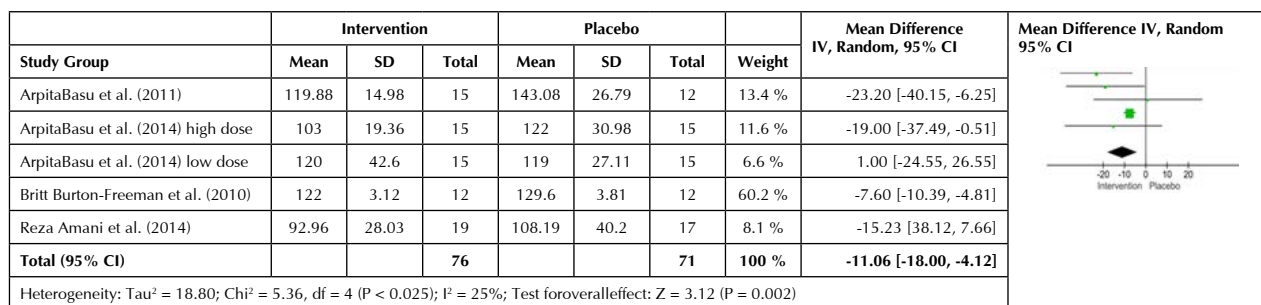 Intervention Placebo Mean Difference IV, Random, 95% CI Mean Difference IV, Random 95% CI
Study Group Mean SD Total Mean SD Total Weight
ArpitaBasu et al. (2011) 119.88 14.98 15 143.08 26.79 12 13.4 % -23.20 [-40.15, -6.25]
ArpitaBasu et al. (2014) high dose 103 19.36 15 122 30.98 15 11.6 % -19.00 [-37.49, -0.51]
ArpitaBasu et al. (2014) low dose 120 42.6 15 119 27.11 15 6.6 % 1.00 [-24.55, 26.55]
Britt Burton-Freeman et al. (2010) 122 3.12 12 129.6 3.81 12 60.2 % -7.60 [-10.39, -4.81]
Reza Amani et al. (2014) 92.96 28.03 19 108.19 40.2 17 8.1 % -15.23 [38.12, 7.66]
Total (95% CI) 76 71 100 % -11.06 [-18.00, -4.12]
Heterogeneity: Tau² = 18.80; Chi² = 5.36, df = 4 (P < 0.025); I² = 25%; Test foroveralleffect: Z = 3.12 (P = 0.002)
-20 -10 0 10 20
Intervention Placebo